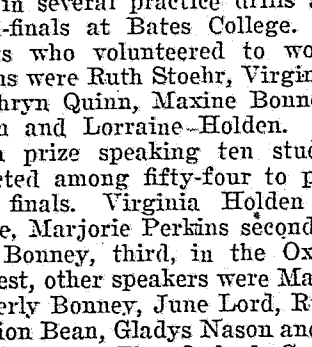 in several practice drills
-finals at Bates College.
s who volunteered to wo
ns were Ruth Stoehr, Virgin
hryn Quinn, Maxine Bonn
n and Lorraine Holden.
prize speaking ten stu
eted among fifty-four to p
finals. Virginia Holden
e, Marjorie Perkins second
Bonney, third, in the Ox
est, other speakers were Ma
erly Bonney, June Lord, R
ion Bean, Gladys Nason and